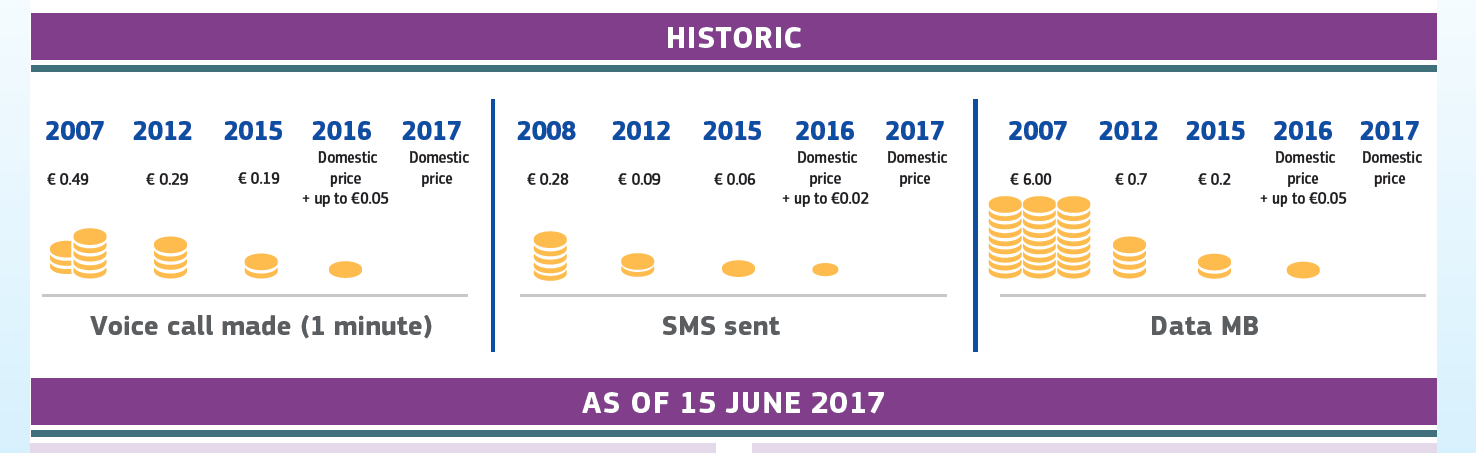 HISTORIC
2007 2012 2015 2016 2017
Domestic Domestic
€ 0.49 € 0.29 € 0.19 price price
+ up to €0.05
Voice call made (1 minute)
2008 2012 2015 2016 2017
Domestic Domestic
€ 0.28 € 0.09 € 0.06 price price
+ up to €0.02
SMS sent
2007 2012 2015 2016 2017
Domestic Domestic
€ 6.00 € 0.7 € 0.2 price price
+ up to €0.05
Data MB
AS OF 15 JUNE 2017